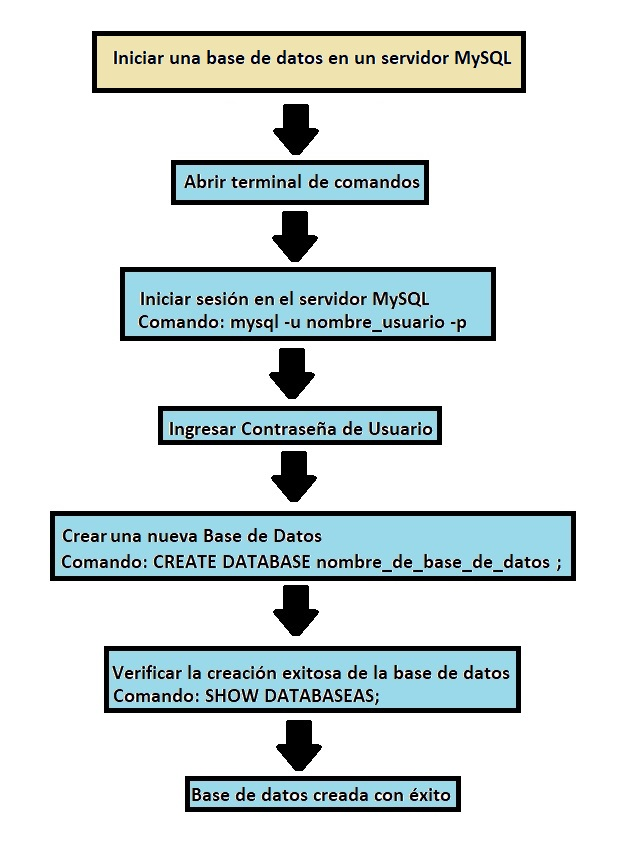 Iniciar una base de datos en un servidor MySQL
Abrir terminal de comandos
Iniciar sesión en el servidor MySQL
Comando: mysql -u nombre_usuario -p
Ingresar Contraseña de Usuario
Crear una nueva Base de Datos
Comando: CREATE DATABASE nombre_de_base_de_datos ;
Verificar la creación exitosa de la base de datos
Comando: SHOW DATABASEAS;
Base de datos creada con éxito